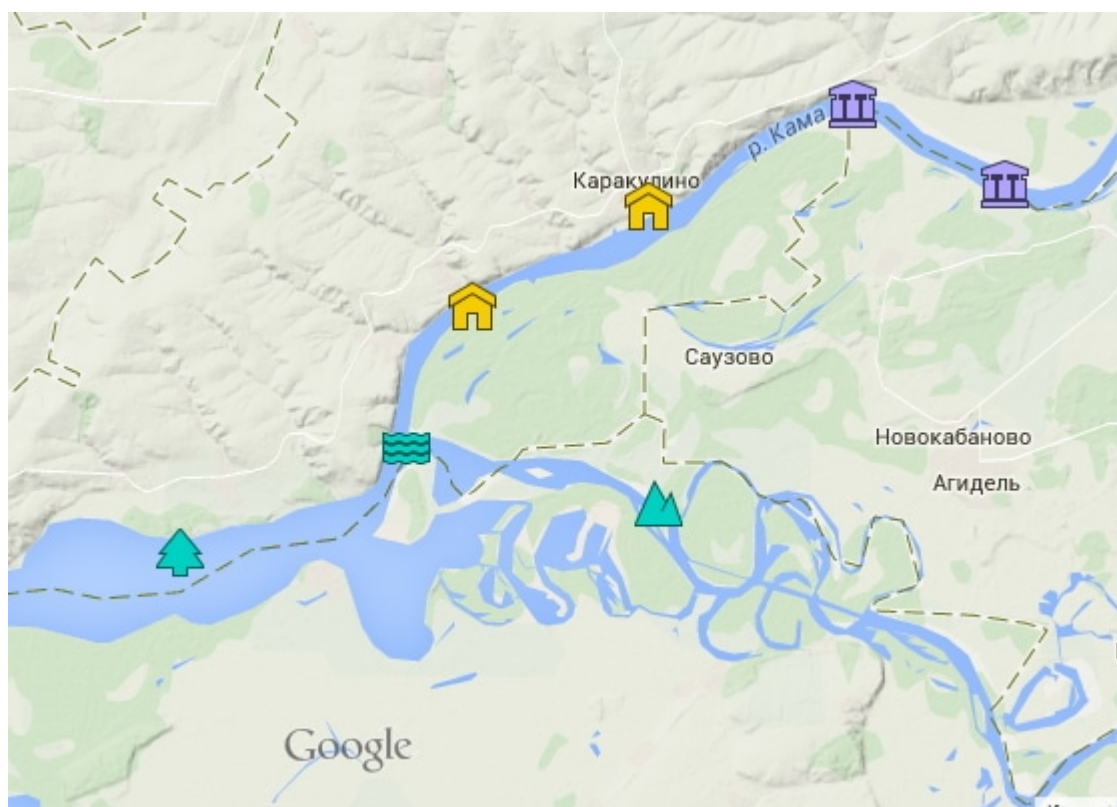 р. Кама
Каракулино
Саузово
Новокабаново
Агидель
Google